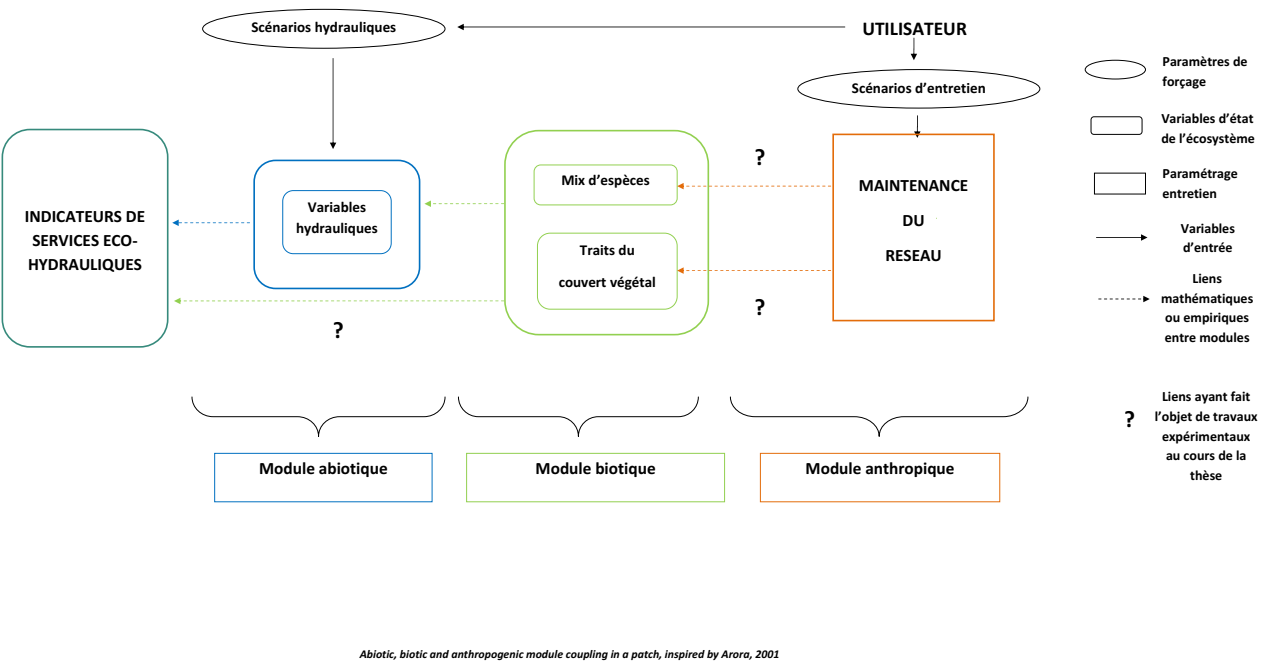 Scénarios hydrauliques
UTILISATEUR
Scénarios d'entretien
INDICATEURS DE
SERVICES ECO-
HYDRAULIQUES
Variables
hydrauliques
Mix d'espèces
Traits du
couvert végétal
?
?
?
MAINTENANCE
DU
RESEAU
Module abiotique
Module biotique
Module anthropique
Paramètres de
forçage
Variables d'état
de l'écosystème
Paramétrage
entretien
Variables
d'entrée
Liens
mathématiques
ou empiriques
entre modules
?
Liens ayant fait
l'objet de travaux
expérimentaux
au cours de la
thèse
Abiotic, biotic and anthropogenic module coupling in a patch, inspired by Arora, 2001